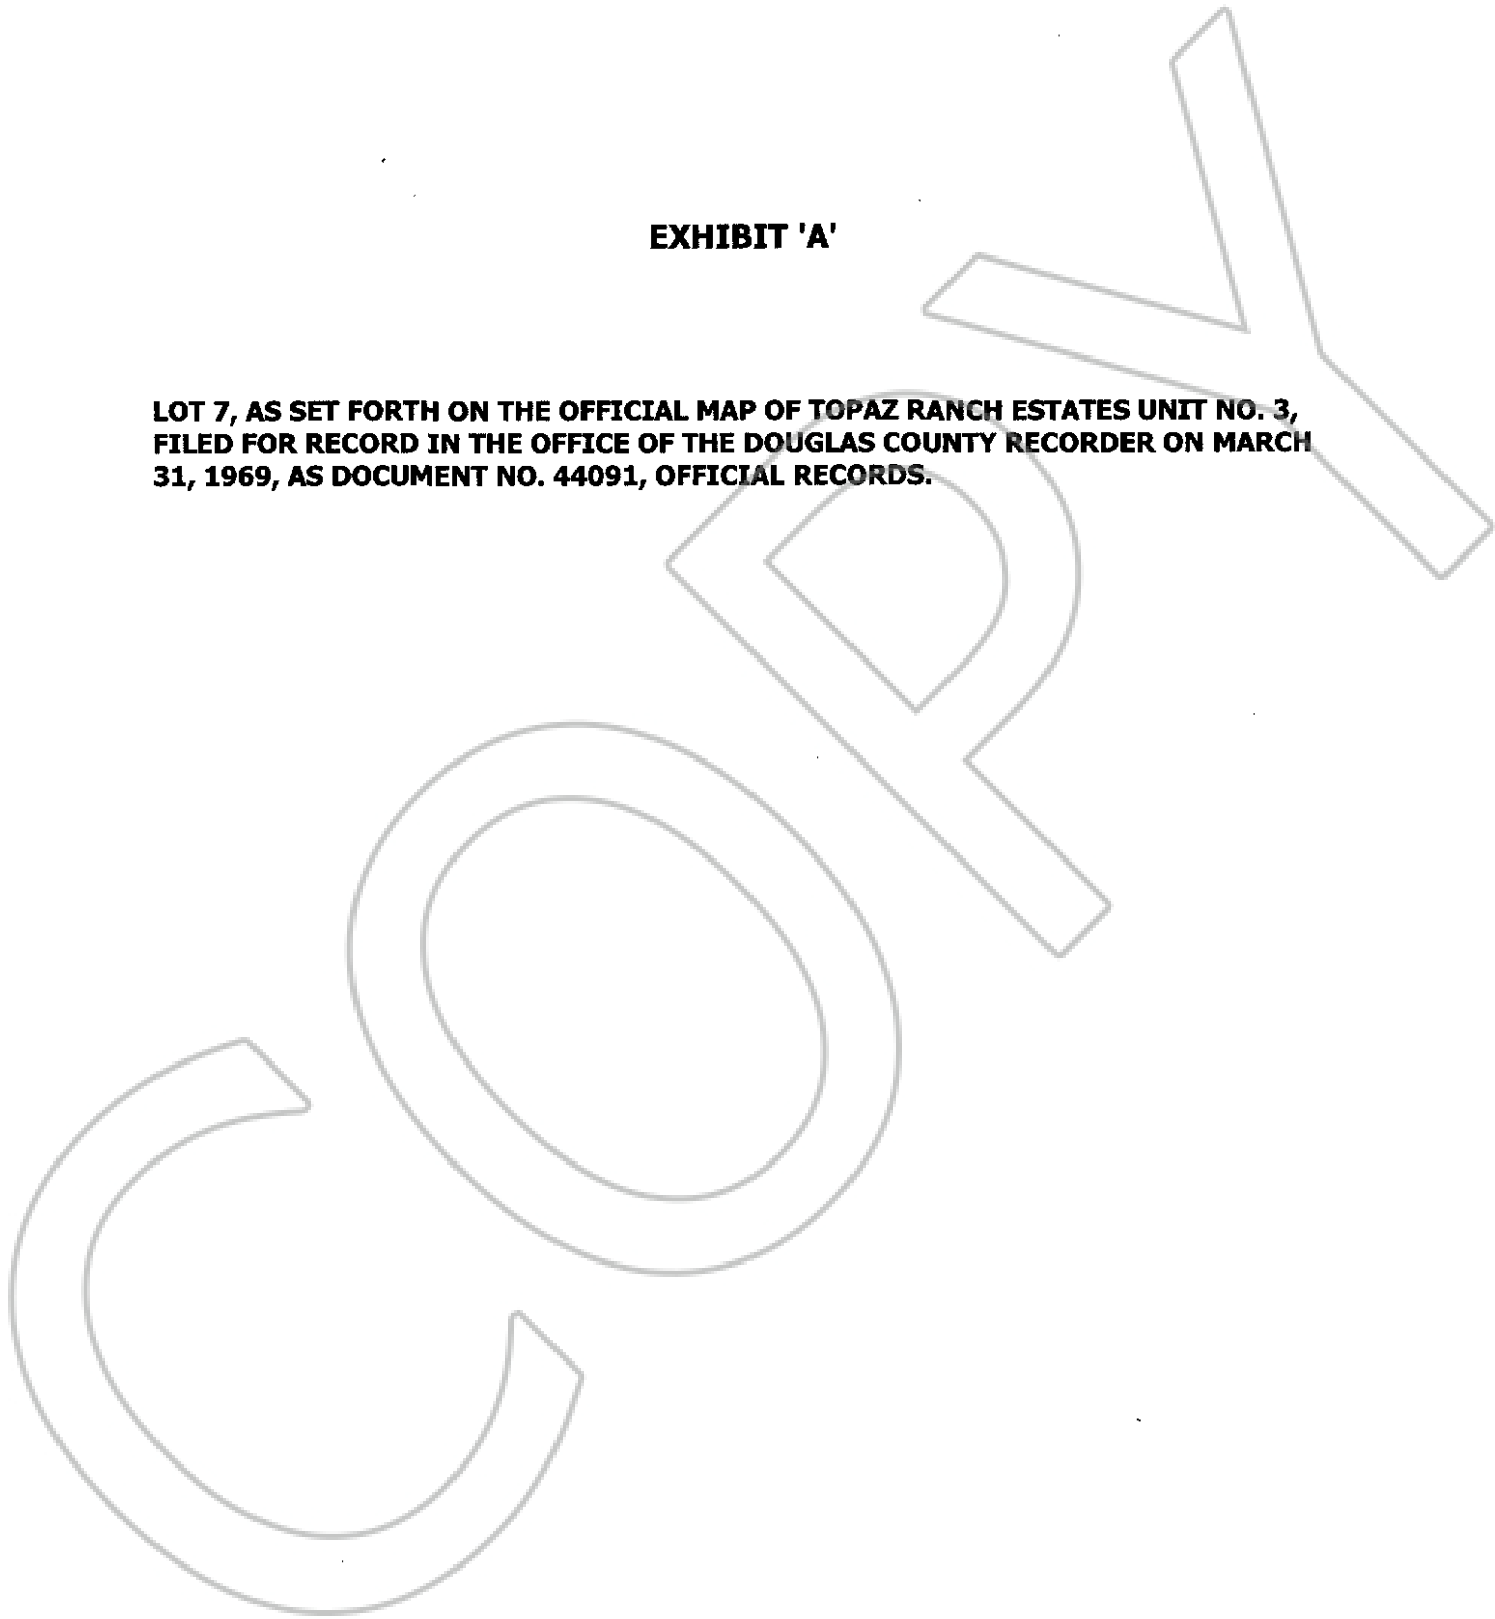 EXHIBIT 'A'
LOT 7, AS SET FORTH ON THE OFFICIAL MAP OF TOPAZ RANCH ESTATES UNIT NO. 3,
FILED FOR RECORD IN THE OFFICE OF THE DOUGLAS COUNTY RECORDER ON MARCH
31, 1969, AS DOCUMENT NO. 44091, OFFICIAL RECORDS.
COPY